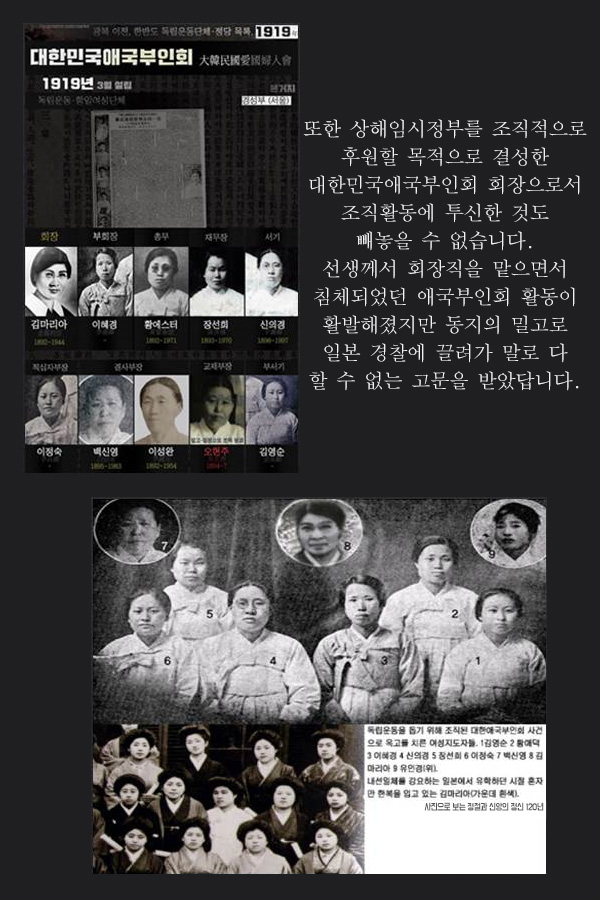 광복 이전, 한반도 독립운동단체·정당 목록.
1919년
대한민국애국부인회 大韓民國愛國婦人會
1919년 3월 설립
근거지
독립운동·항일여성단체
경성부 (서울)
회장 부회장 총무 재무장 서기
김마리아 이혜경 황에스터 장선희 신의경
1892-1944
적십자부장 결사부장 교제부장 부서기
이정숙 백신영 이성완 오현주 김영순
또한 상해임시정부를 조직적으로
후원할 목적으로 결성한
대한민국애국부인회 회장으로서
조직활동에 투신한 것도
빼놓을 수 없습니다.
선생께서 회장직을 맡으면서
침체되었던 애국부인회 활동이
활발해졌지만 동지의 밀고로
일본 경찰에 끌려가 말로 다
할 수 없는 고문을 받았답니다.
7 8 9
5 2
6 4 3 1
독립운동을 돕기 위해 조직된 대한애국부인회 사건
으로 옥고를 치른 여성지도자들. 1김영순 2 황애덕
3 이혜경 4 신의경 5 장선희 6 이정숙 7 백신영 8 김
마리아 9 유인경(위).
내선일체를 강요하는 일본에서 유학하던 시절 혼자
만 한복을 입고 있는 김마리아(가운데 흰색).
사진으로 보는 정절과 신앙의 정신 120년